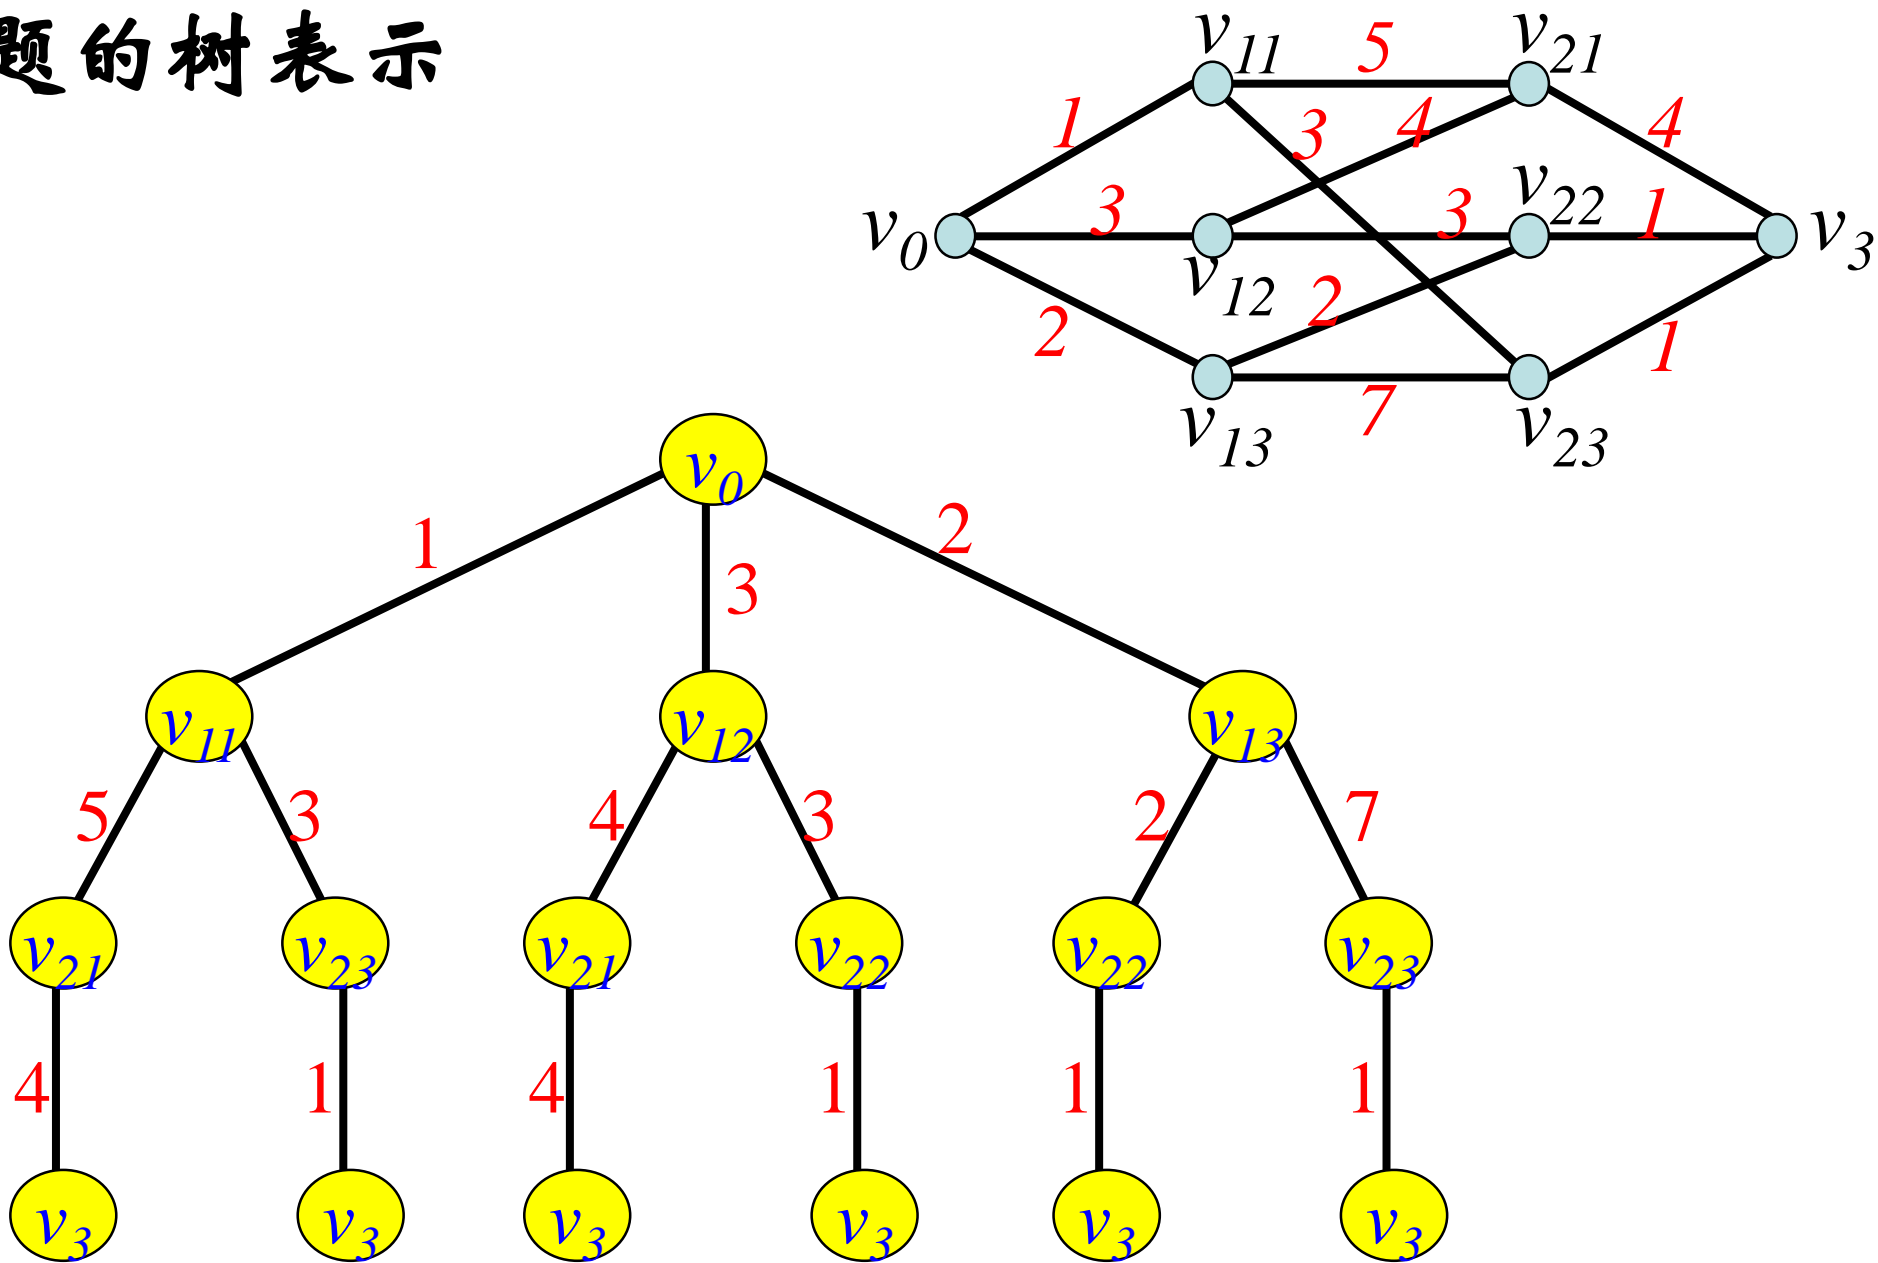 题的树表示
v11 5 v21
1 3 4 4
v0 3 v12 3 v22 1 v3
2 2 1
v13 7 v23
v0
1 3 2
v11 v12 v13
5 3 4 3 2 7
v21 v23 v21 v22 v22 v23
4 1 4 1 1 1
v3 v3 v3 v3 v3 v3